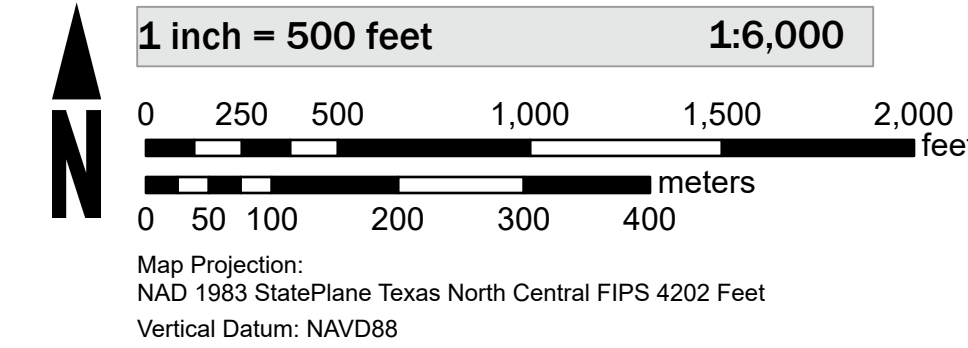 1 inch = 500 feet 1:6,000
0 250 500 1,000 1,500 2,000
feet
meters
0 50 100 200 300 400
N
Map Projection:
NAD 1983 StatePlane Texas North Central FIPS 4202 Feet
Vertical Datum: NAVD88